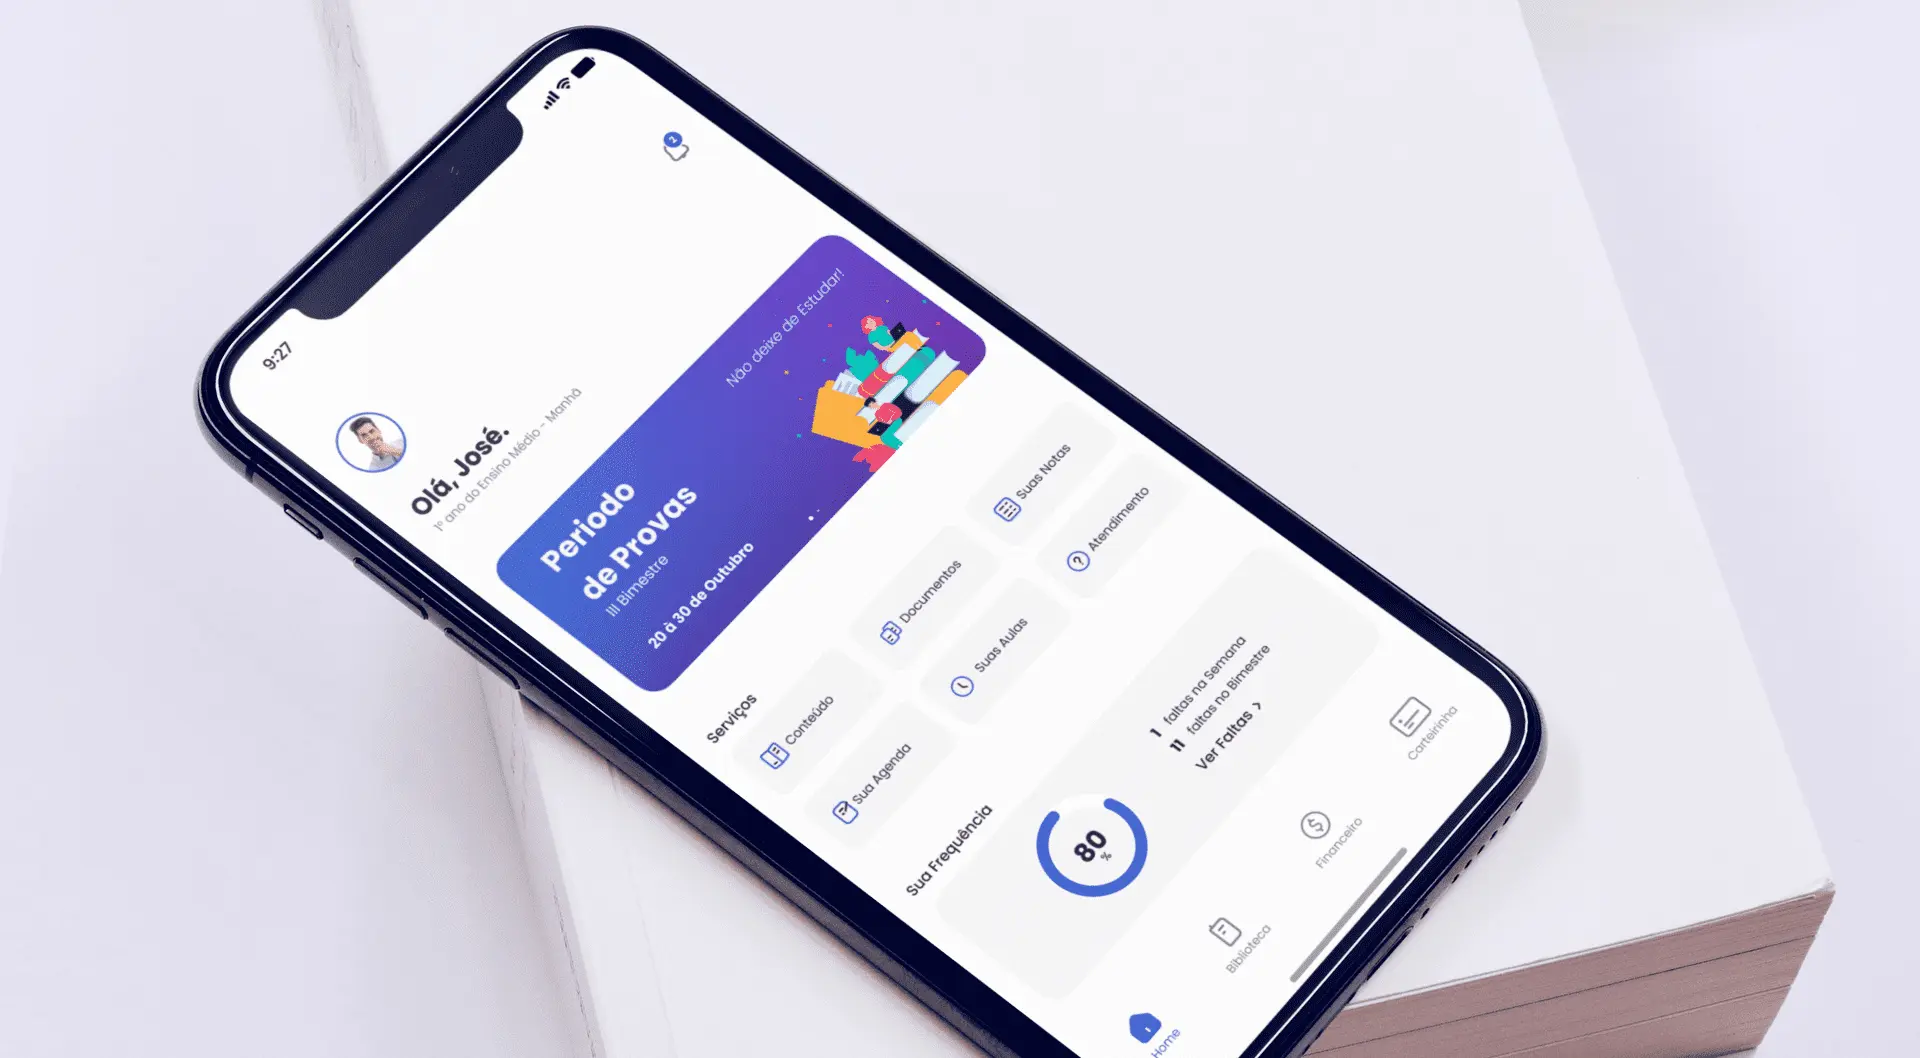 9:27
2
Olá, José.
1º ano do Ensino Médio - Manhã
Não deixe de Estudar!
Periodo
de Provas
III Bimestre
20 à 30 de Outubro
Serviços
Conteúdo
Documentos
Suas Notas
Sua Agenda
Suas Aulas
Atendimento
Sua Frequência
80 %
1 faltas na Semana
11 faltas no Bimestre
Ver Faltas >
Home
Biblioteca
Financeiro
Carteirinha